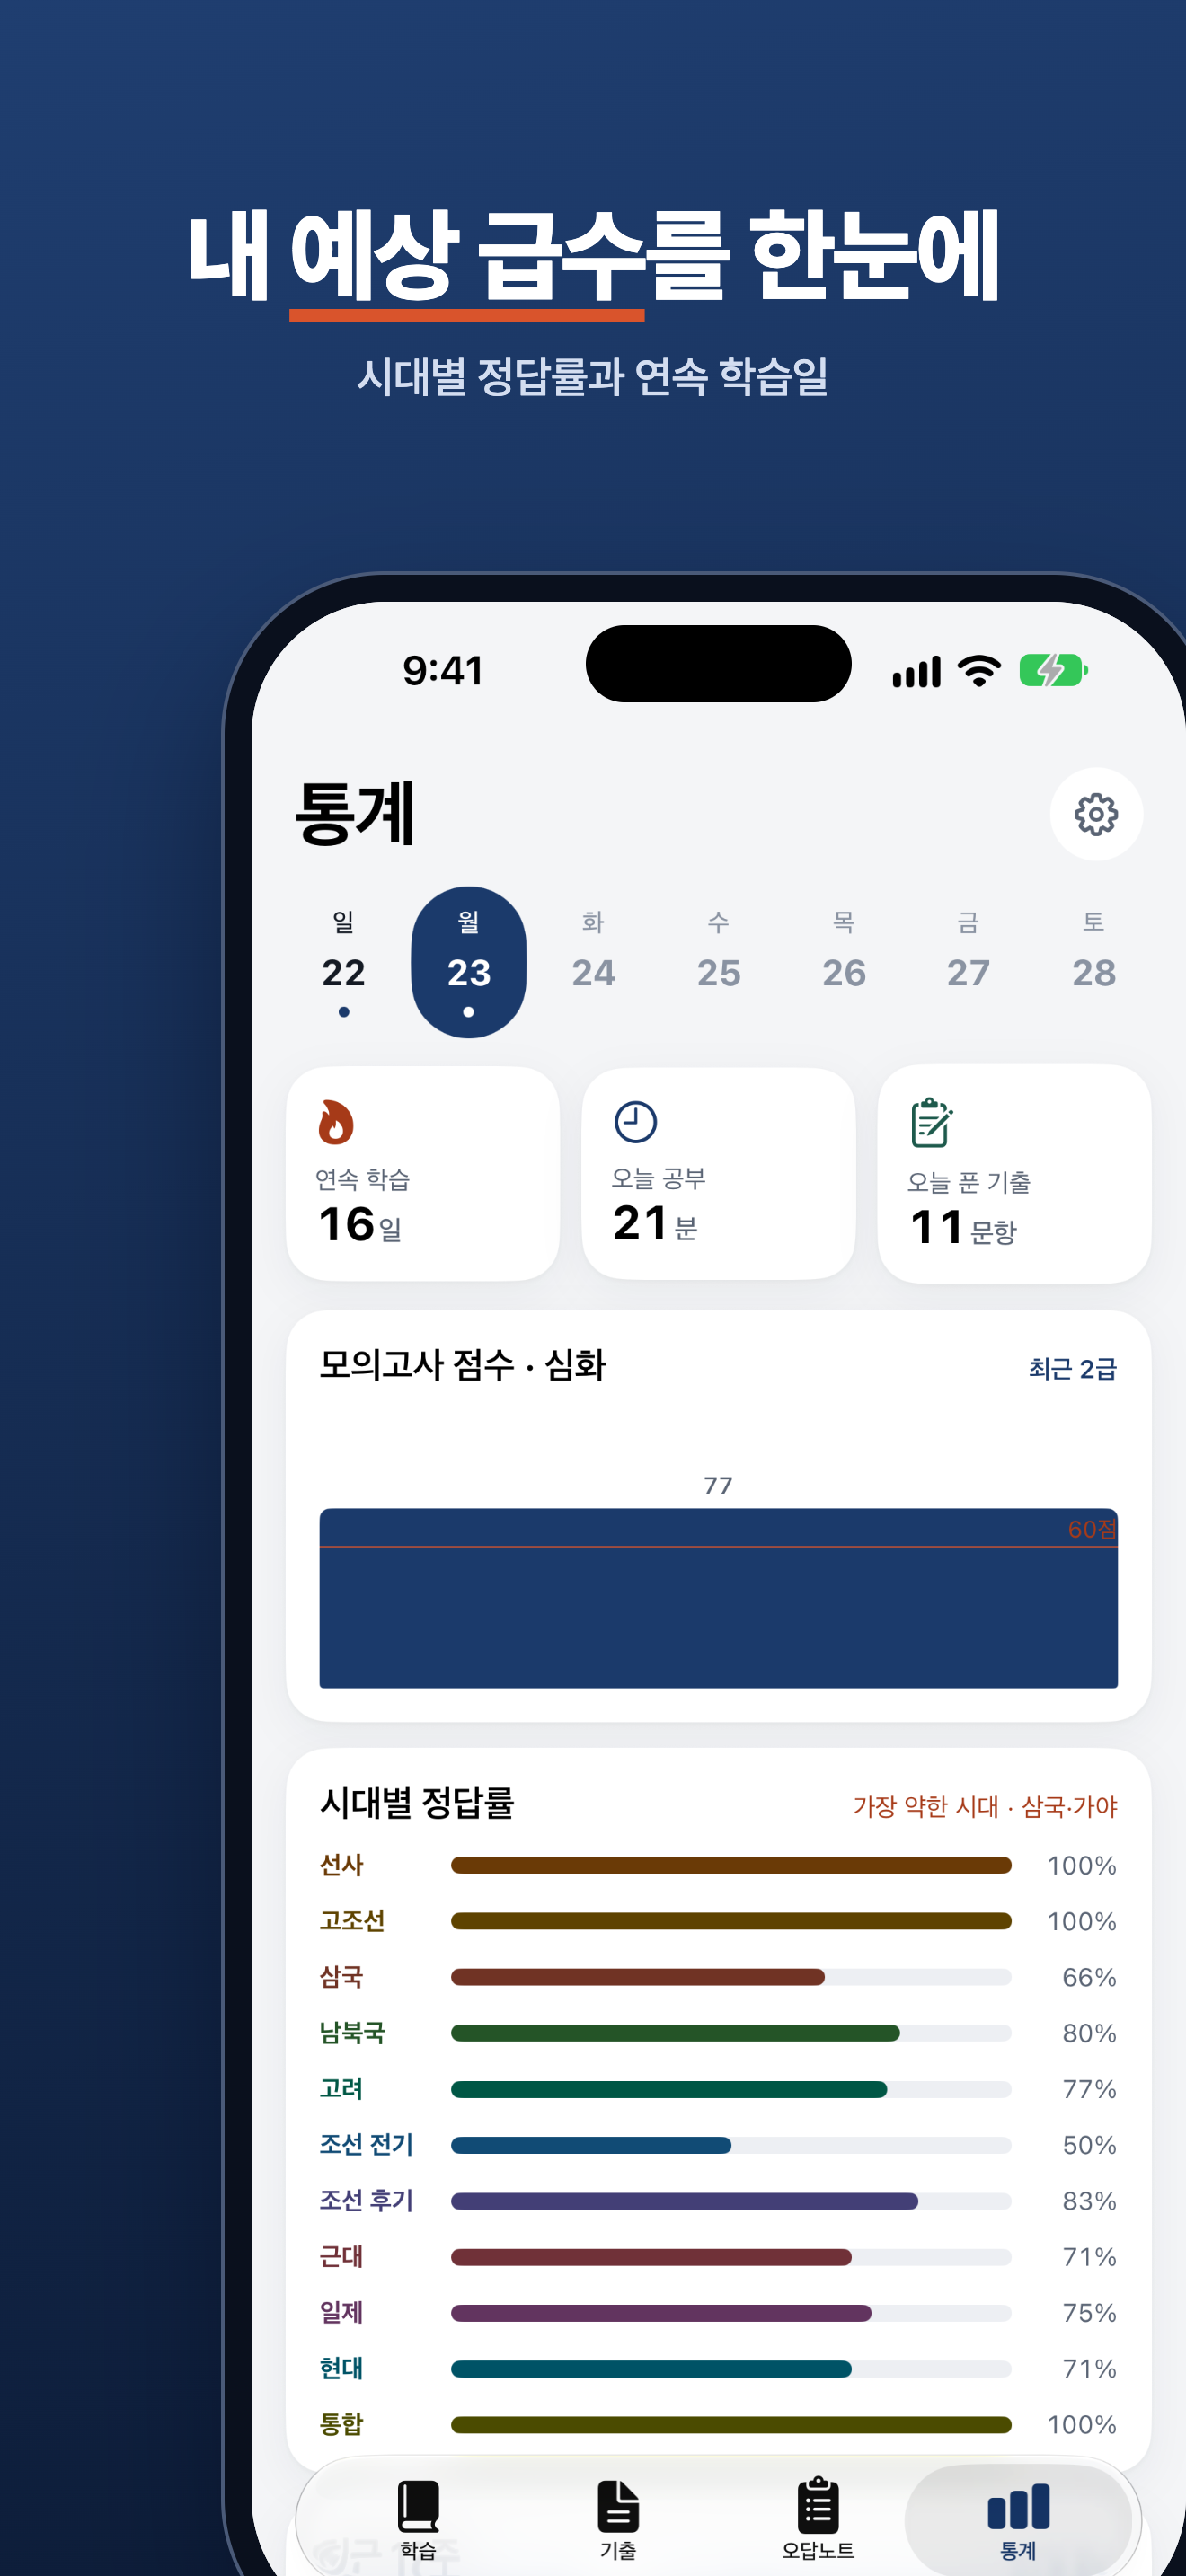 내 예상 급수를 한눈에
시대별 정답률과 연속 학습일
9:41
통계
일 월 화 수 목 금 토
22 23 24 25 26 27 28
연속 학습
16일
오늘 공부
21분
오늘 푼 기출
11문항
모의고사 점수 · 심화
최근 2급
77
60점
시대별 정답률
가장 약한 시대 · 삼국·가야
선사 100%
고조선 100%
삼국 66%
남북국 80%
고려 77%
조선 전기 50%
조선 후기 83%
근대 71%
일제 75%
현대 71%
통합 100%
학습 기출 오답노트 통계